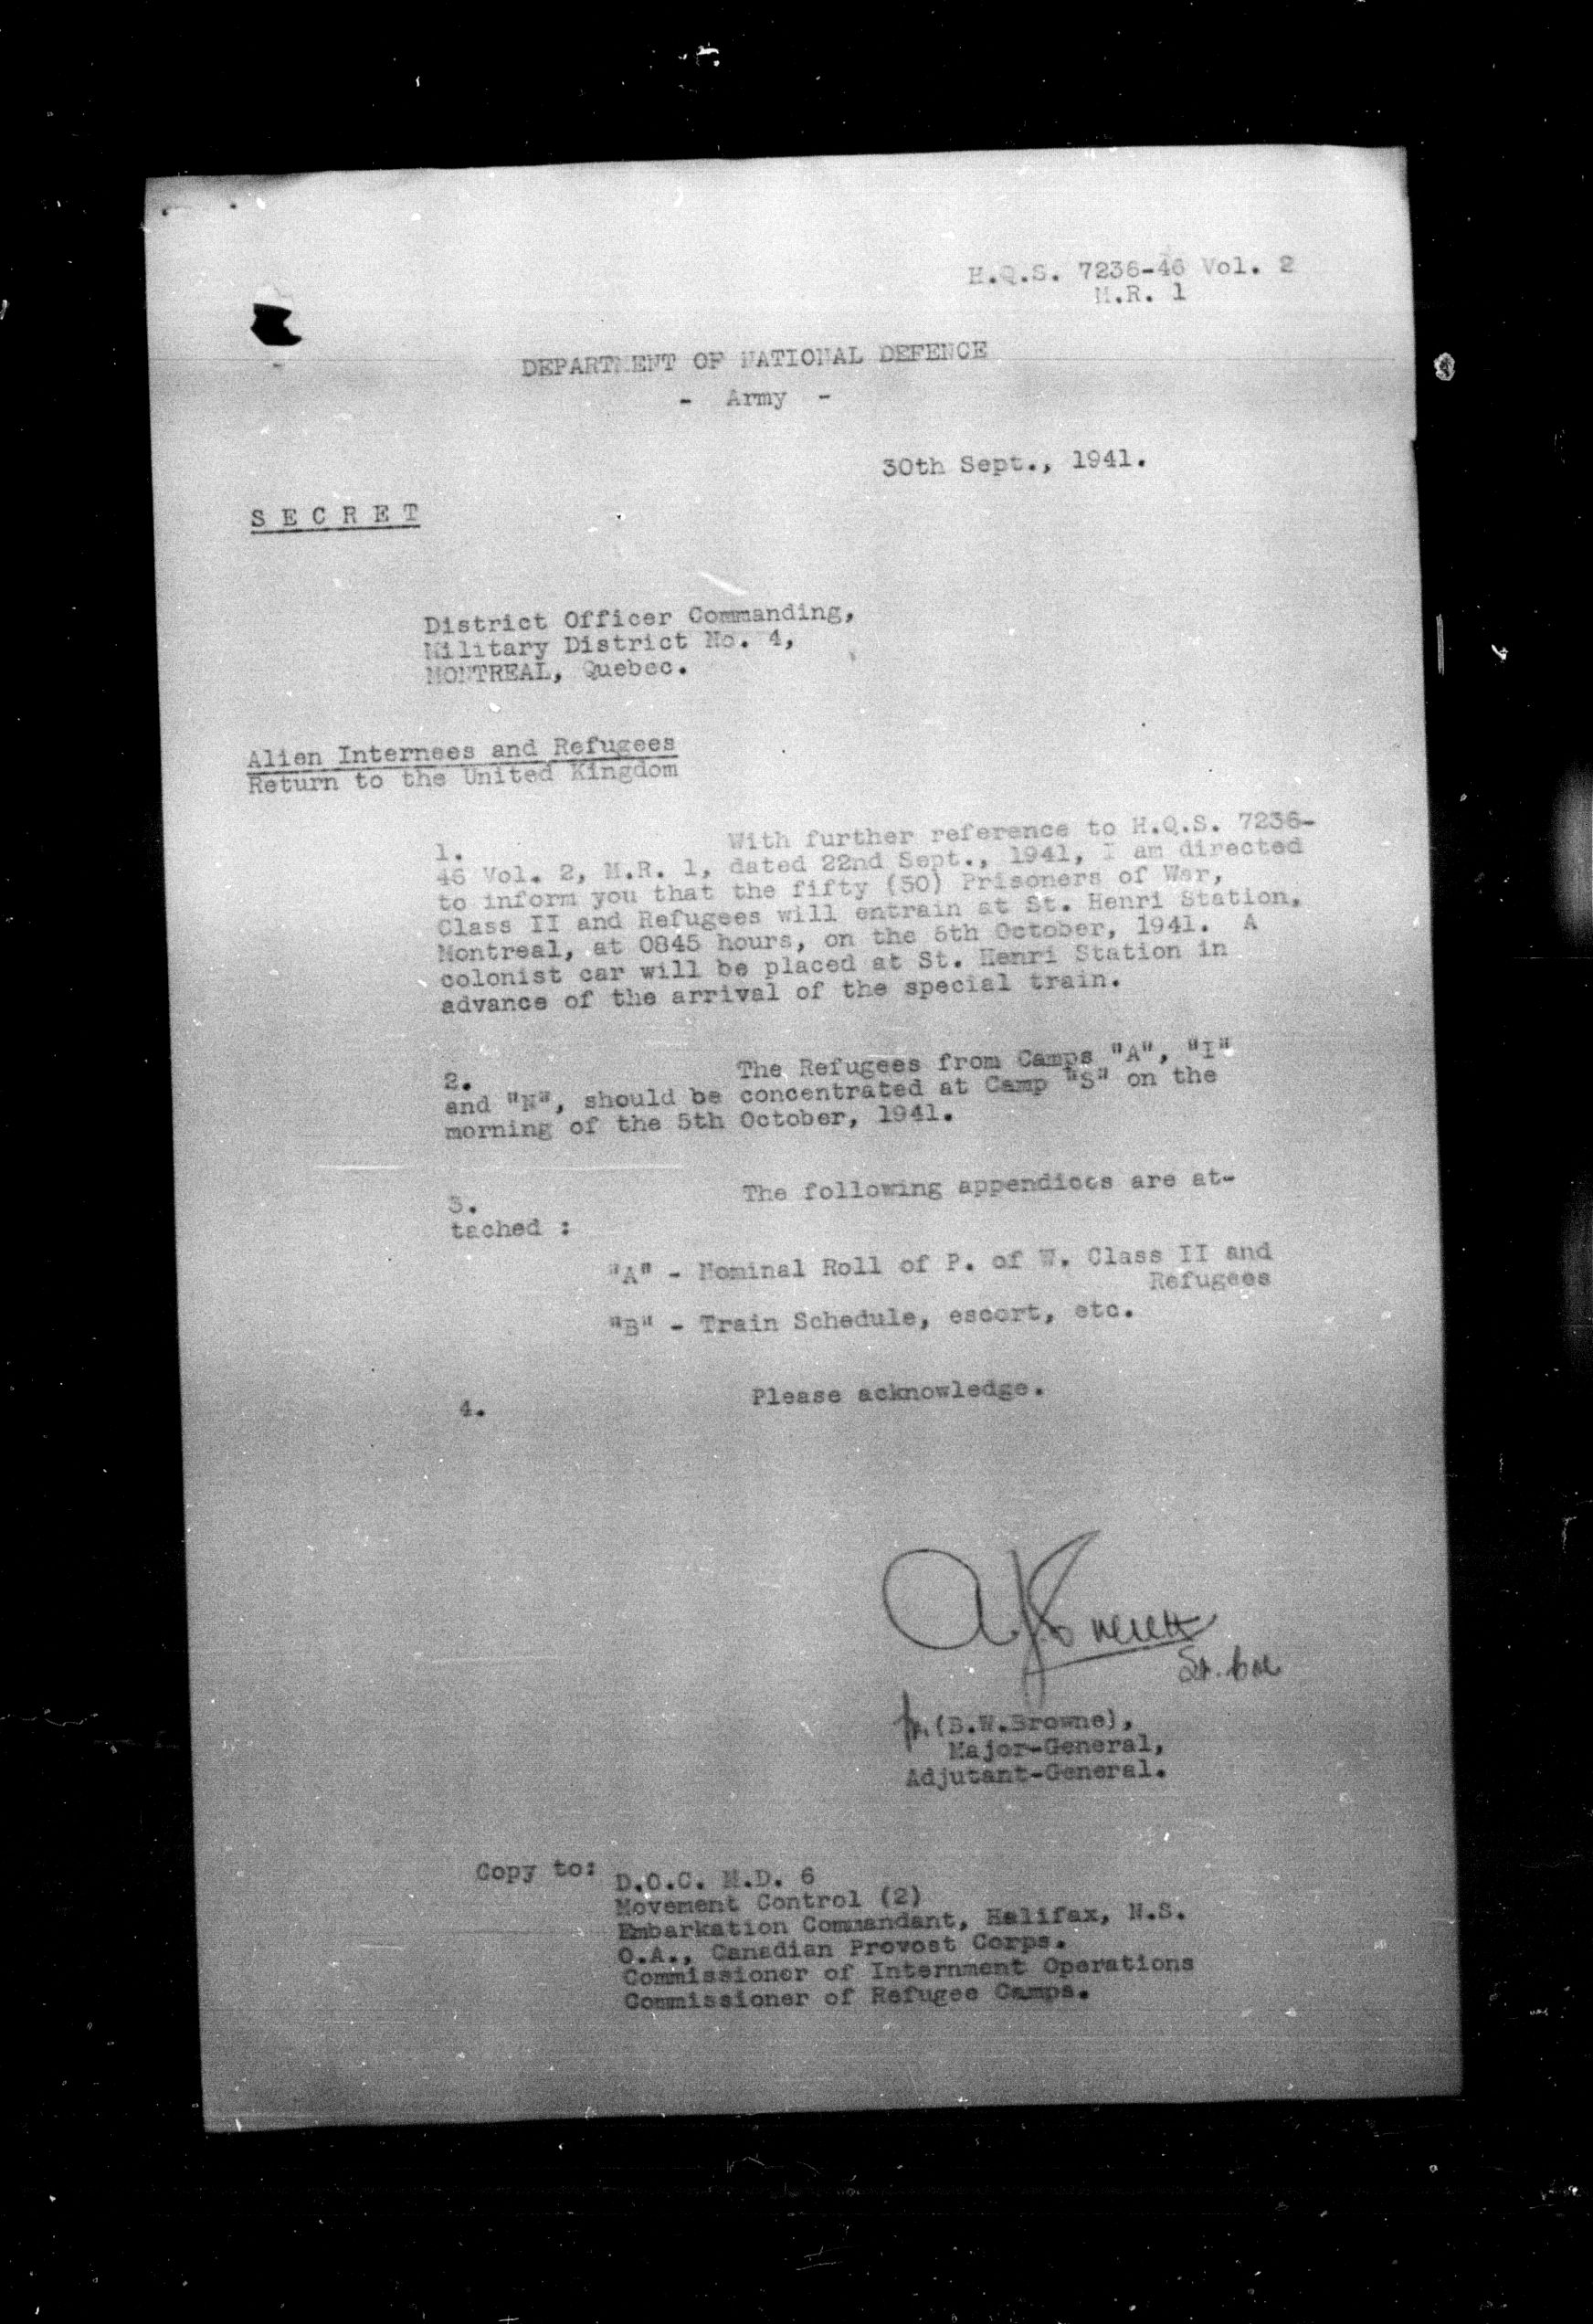 H.Q.S. 7236-46 Vol. 2
M.R. 1
DEPARTMENT OF NATIONAL DEFENCE
- Army -
30th Sept., 1941.
S E C R E T
District Officer Commanding,
Military District No. 4,
MONTREAL, Quebec.
Alien Internees and Refugees
Return to the United Kingdom
1. With further reference to H.Q.S. 7236-
46 Vol. 2, M.R. 1, dated 22nd Sept., 1941, I am directed
to inform you that the fifty (50) Prisoners of War,
Class II and Refugees will entrain at St. Henri Station,
Montreal, at 0845 hours, on the October, 1941. A
colonist car will be placed at St. Henri Station in
advance of the arrival of the special train.
2. The Refugees from Camps "A", "I"
and "N", should be concentrated at Camp "S" on the
morning of the 5th October, 1941.
3. The following appendices are at-
tached :
"A" - Nominal Roll of P. of W. Class II and
Refugees
"B" - Train Schedule, escort, etc.
4. Please acknowledge.
for (B.W.Browne),
Major-General,
Adjutant-General.
Copy to: D.O.C. M.D. 6
Movement Control (2)
Embarkation Commandant, Halifax, N.S.
O.A., Canadian Provost Corps.
Commissioner of Internment Operations
Commissioner of Refugee Camps.